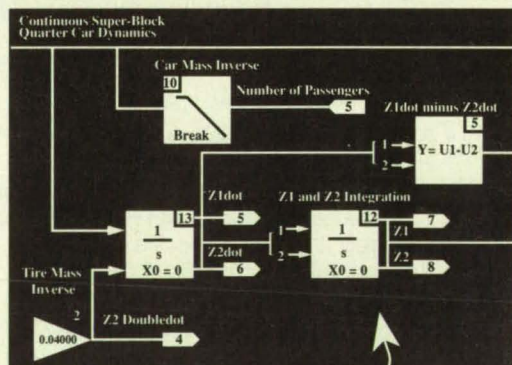 Continuous Super-Block
Quarter Car Dynamics
Car Mass Inverse
10
Break
Number of Passengers
5
Z1dot minus Z2dot
5
1
2
Y= U1-U2
13
1
s
X0 = 0
Z1dot
5
Z2dot
6
Z1 and Z2 Integration
1
2
12
1
s
X0 = 0
7
Z1
Z2
8
Tire Mass
Inverse
2
0.04000
Z2 Doubledot
4